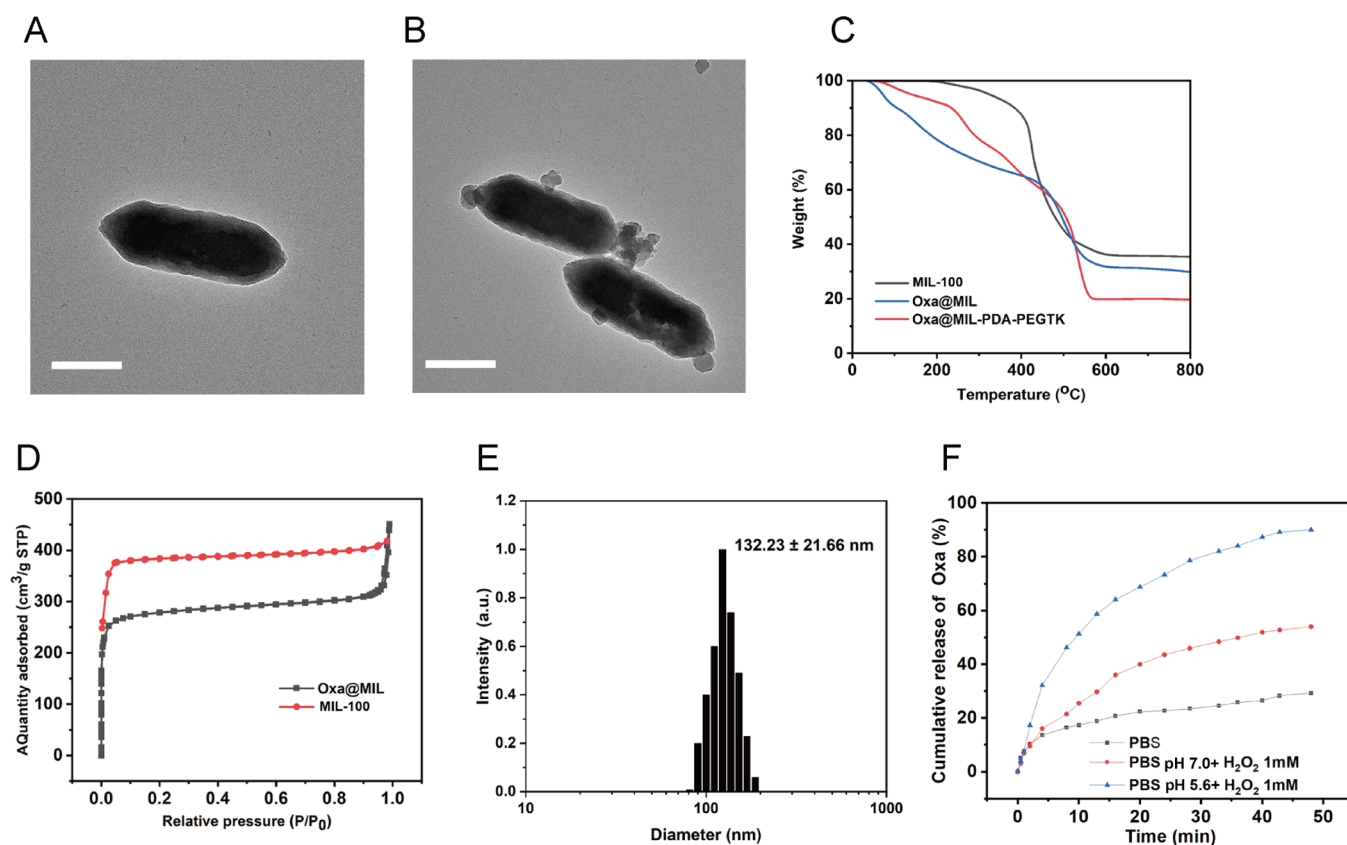 A
B
C
100
80
60
40
20
0
Weight (%)
MIL-100
Oxa@MIL
Oxa@MIL-PDA-PEGTK
0
200
400
600
800
Temperature (ᴼC)
D
500
400
300
200
100
0
AQuantity adsorbed (cm³/g STP)
Oxa@MIL
MIL-100
0.0
0.2
0.4
0.6
0.8
1.0
Relative pressure (P/P₀)
E
1.2
1.0
0.8
0.6
0.4
0.2
0.0
Intensity (a.u.)
132.23 ± 21.66 nm
10
100
1000
Diameter (nm)
F
100
80
60
40
20
0
Cumulative release of Oxa (%)
PBS
PBS pH 7.0+ H₂O₂ 1mM
PBS pH 5.6+ H₂O₂ 1mM
0
10
20
30
40
50
Time (min)